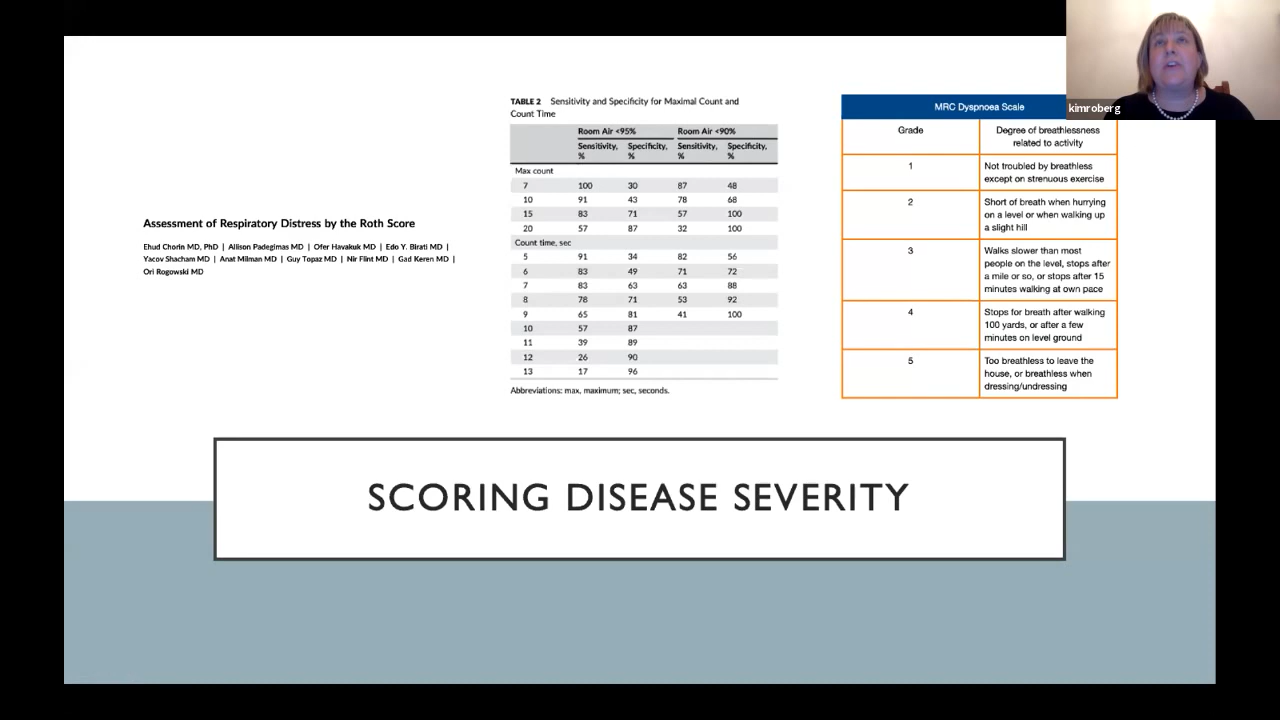 kimroberg
Assessment of Respiratory Distress by the Roth Score
Ehud Chorin MD, PhD | Allison Padegimas MD | Ofer Havakuk MD | Edo Y. Birati MD |
Yacov Shacham MD | Anat Milman MD | Guy Topaz MD | Nir Flint MD | Gad Keren MD |
Ori Rogowski MD
TABLE 2 Sensitivity and Specificity for Maximal Count and
Count Time
Room Air <95% Room Air <90%
Sensitivity, Specificity, Sensitivity, Specificity,
% % % %
Max count
7 100 30 87 48
10 91 43 78 68
15 83 71 57 100
20 57 87 32 100
Count time, sec
5 91 34 82 56
6 83 49 71 72
7 83 63 63 88
8 78 71 53 92
9 65 81 41 100
10 57 87
11 39 89
12 26 90
13 17 96
Abbreviations: max, maximum; sec, seconds.
MRC Dyspnoea Scale
Grade Degree of breathlessness
related to activity
1 Not troubled by breathless
except on strenuous exercise
2 Short of breath when hurrying
on a level or when walking up
a slight hill
3 Walks slower than most
people on the level, stops after
a mile or so, or stops after 15
minutes walking at own pace
4 Stops for breath after walking
100 yards, or after a few
minutes on level ground
5 Too breathless to leave the
house, or breathless when
dressing/undressing
SCORING DISEASE SEVERITY